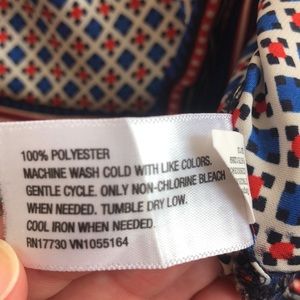 100% POLYESTER
MACHINE WASH COLD WITH LIKE COLORS.
GENTLE CYCLE. ONLY NON-CHLORINE BLEACH
WHEN NEEDED. TUMBLE DRY LOW.
COOL IRON WHEN NEEDED.
RN17730 VN1055164